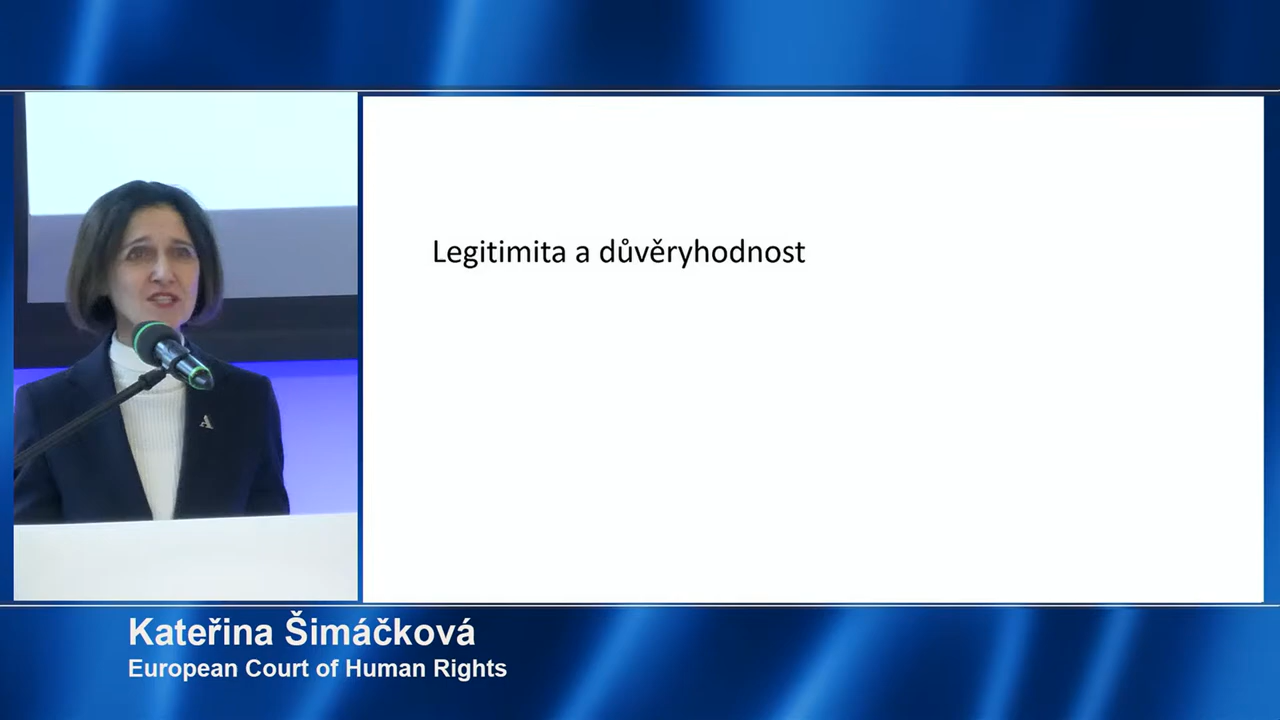 Legitimita a důvěryhodnost
Kateřina Šimáčková
European Court of Human Rights